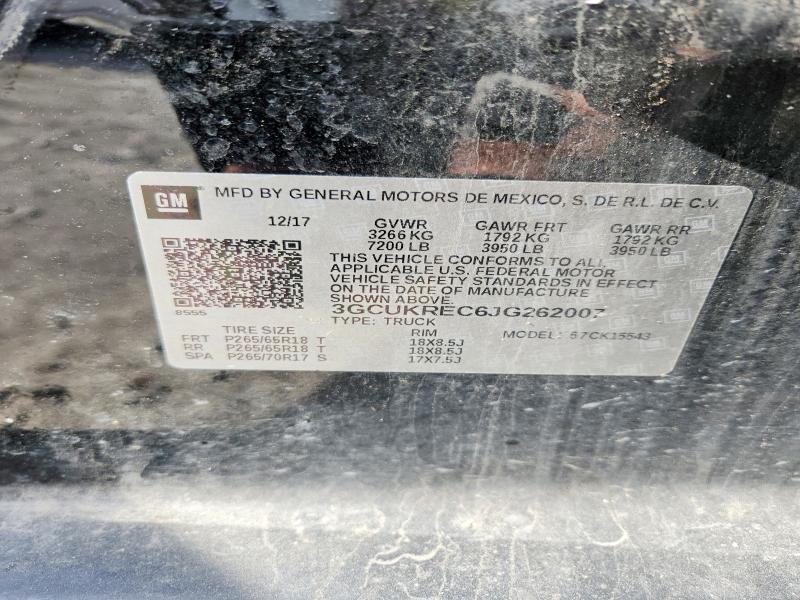 GM
MFD BY GENERAL MOTORS DE MEXICO, S. DE R.L. DE C.V.
12/17 GVWR GAWR FRT GAWR RR
3266 KG 1792 KG 1792 KG
7200 LB 3950 LB 3950 LB
THIS VEHICLE CONFORMS TO ALL
APPLICABLE U.S. FEDERAL MOTOR
VEHICLE SAFETY STANDARDS IN EFFECT
ON THE DATE OF MANUFACTURE
SHOWN ABOVE.
8555 3GCUKREC6JG262007
TYPE: TRUCK
TIRE SIZE RIM MODEL: 67CK15543
FRT P265/65R18 T 18X8.5J
RR P265/65R18 T 18X8.5J
SPA P265/70R17 S 17X7.5J